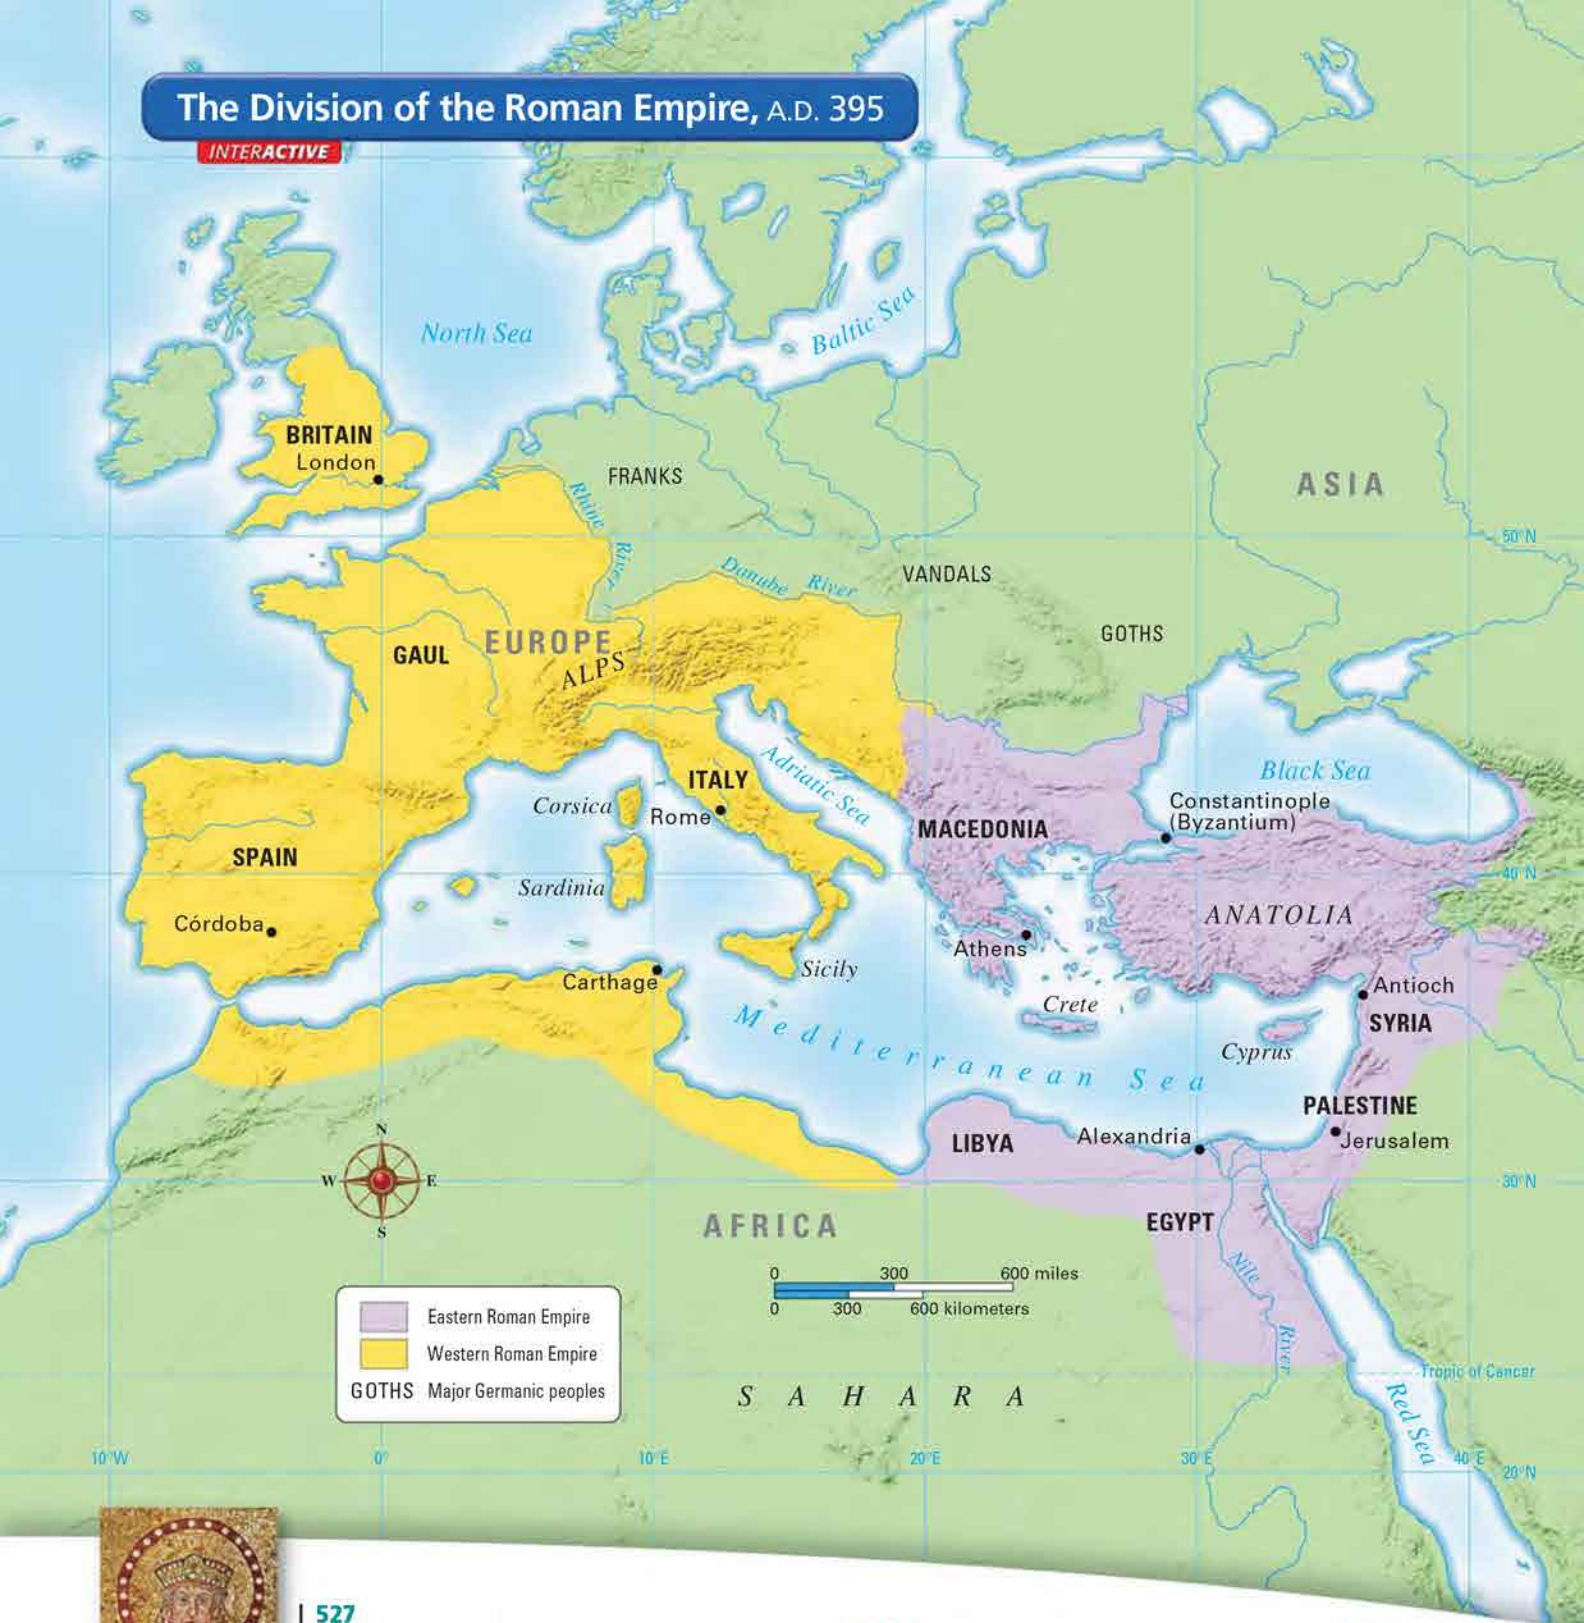 The Division of the Roman Empire, A.D. 395
INTERACTIVE
North Sea
Baltic Sea
BRITAIN
London
FRANKS
ASIA
Rhine River
50°N
Danube River
VANDALS
GOTHS
GAUL
EUROPE
ALPS
Adriatic Sea
ITALY
Black Sea
Corsica
Rome
Constantinople
(Byzantium)
MACEDONIA
SPAIN
40°N
Sardinia
ANATOLIA
Córdoba
Athens
Sicily
Carthage
Antioch
Crete
SYRIA
Mediterranean Sea
Cyprus
PALESTINE
LIBYA
Alexandria
Jerusalem
N
W
E
S
30°N
AFRICA
EGYPT
Nile River
0 300 600 miles
0 300 600 kilometers
Eastern Roman Empire
Western Roman Empire
GOTHS Major Germanic peoples
Tropic of Cancer
SAHARA
Red Sea
10°W
0°
10°E
20°E
30°E
40°E
20°N
527